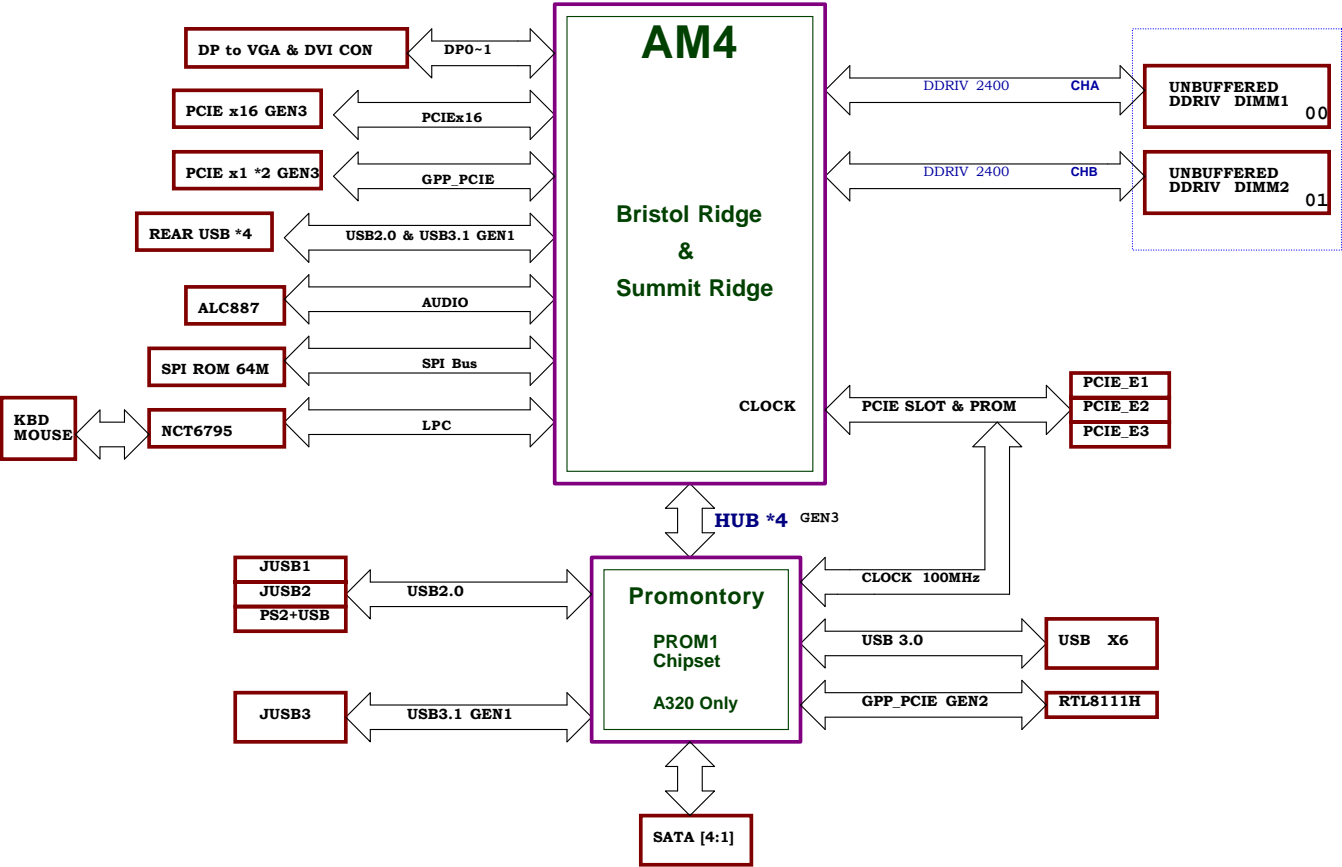 AM4
DP to VGA & DVI CON
DP0~1
DDRIV 2400
CHA
UNBUFFERED
DDRIV DIMM1
00
PCIE x16 GEN3
PCIEx16
PCIE x1 *2 GEN3
GPP_PCIE
DDRIV 2400
CHB
UNBUFFERED
DDRIV DIMM2
01
Bristol Ridge
&
Summit Ridge
REAR USB *4
USB2.0 & USB3.1 GEN1
ALC887
AUDIO
SPI ROM 64M
SPI Bus
KBD
MOUSE
NCT6795
LPC
CLOCK
PCIE SLOT & PROM
PCIE_E1
PCIE_E2
PCIE_E3
HUB *4
GEN3
JUSB1
JUSB2
PS2+USB
USB2.0
Promontory
PROM1
Chipset
A320 Only
CLOCK 100MHz
USB 3.0
USB X6
JUSB3
USB3.1 GEN1
GPP_PCIE GEN2
RTL8111H
SATA [4:1]